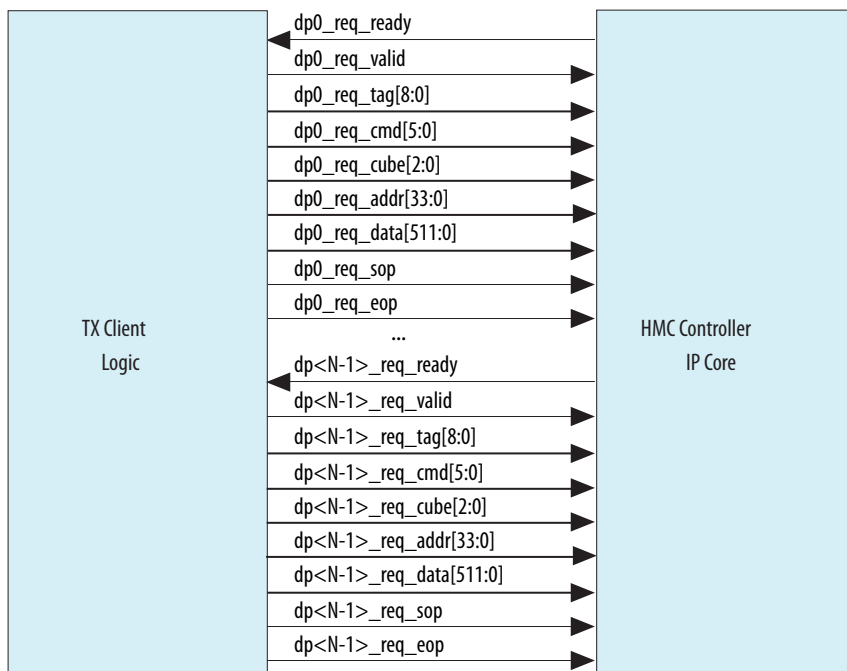 dp0_req_ready
dp0_req_valid
dp0_req_tag[8:0]
dp0_req_cmd[5:0]
dp0_req_cube[2:0]
dp0_req_addr[33:0]
dp0_req_data[511:0]
dp0_req_sop
dp0_req_eop
TX Client
Logic
...
HMC Controller
IP Core
dp<N-1>_req_ready
dp<N-1>_req_valid
dp<N-1>_req_tag[8:0]
dp<N-1>_req_cmd[5:0]
dp<N-1>_req_cube[2:0]
dp<N-1>_req_addr[33:0]
dp<N-1>_req_data[511:0]
dp<N-1>_req_sop
dp<N-1>_req_eop